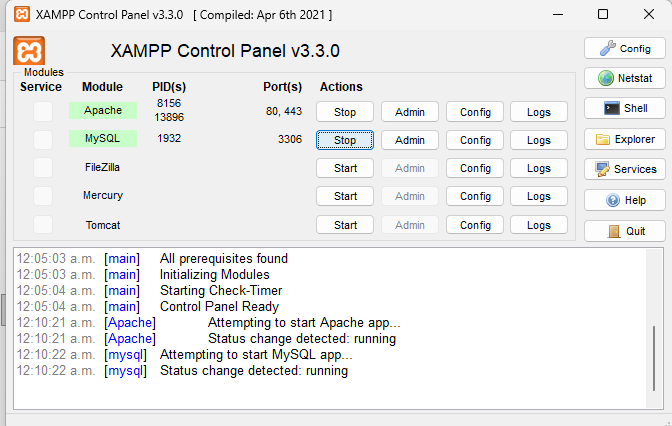 XAMPP Control Panel v3.3.0 [ Compiled: Apr 6th 2021 ]
XAMPP Control Panel v3.3.0
Config
Modules
Service Module PID(s) Port(s) Actions
Netstat
Apache 8156 13896 80, 443 Stop Admin Config Logs
Shell
MySQL 1932 3306 Stop Admin Config Logs
Explorer
FileZilla Start Admin Config Logs
Services
Mercury Start Admin Config Logs
Help
Tomcat Start Admin Config Logs
Quit
12:05:03 a.m. [main] All prerequisites found
12:05:03 a.m. [main] Initializing Modules
12:05:04 a.m. [main] Starting Check-Timer
12:05:04 a.m. [main] Control Panel Ready
12:10:21 a.m. [Apache] Attempting to start Apache app...
12:10:21 a.m. [Apache] Status change detected: running
12:10:22 a.m. [mysql] Attempting to start MySQL app...
12:10:22 a.m. [mysql] Status change detected: running